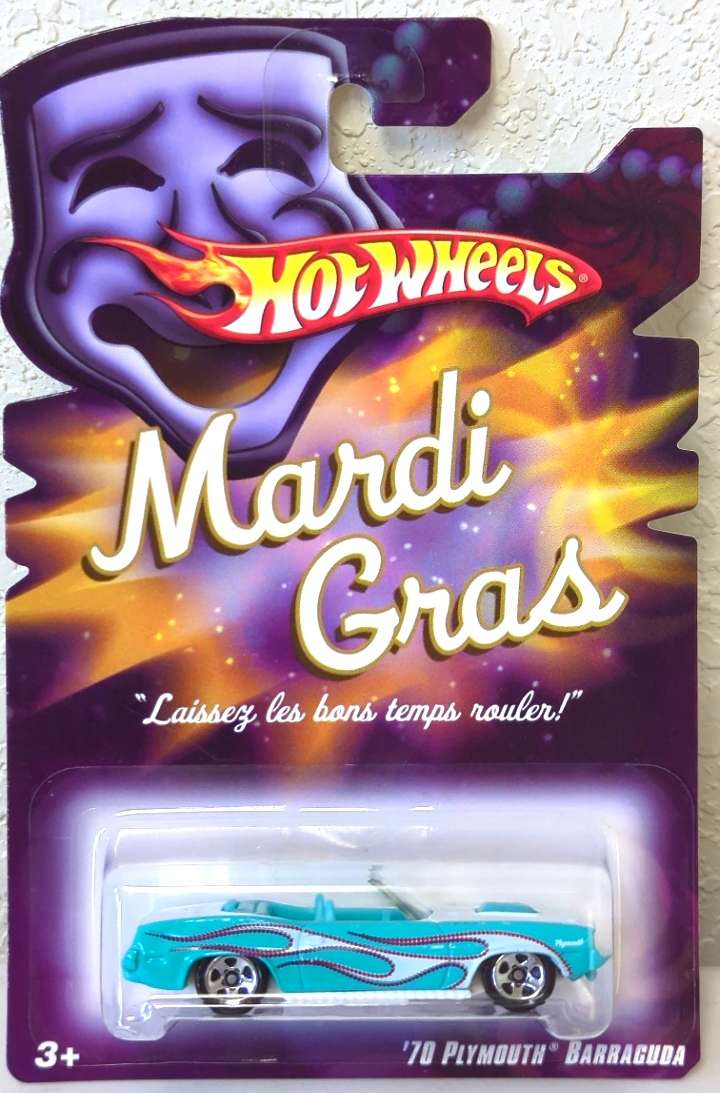 HOT WHEELS®
Mardi
Gras
"Laissez les bons temps rouler!"
Plymouth
3+
'70 PLYMOUTH® BARRACUDA